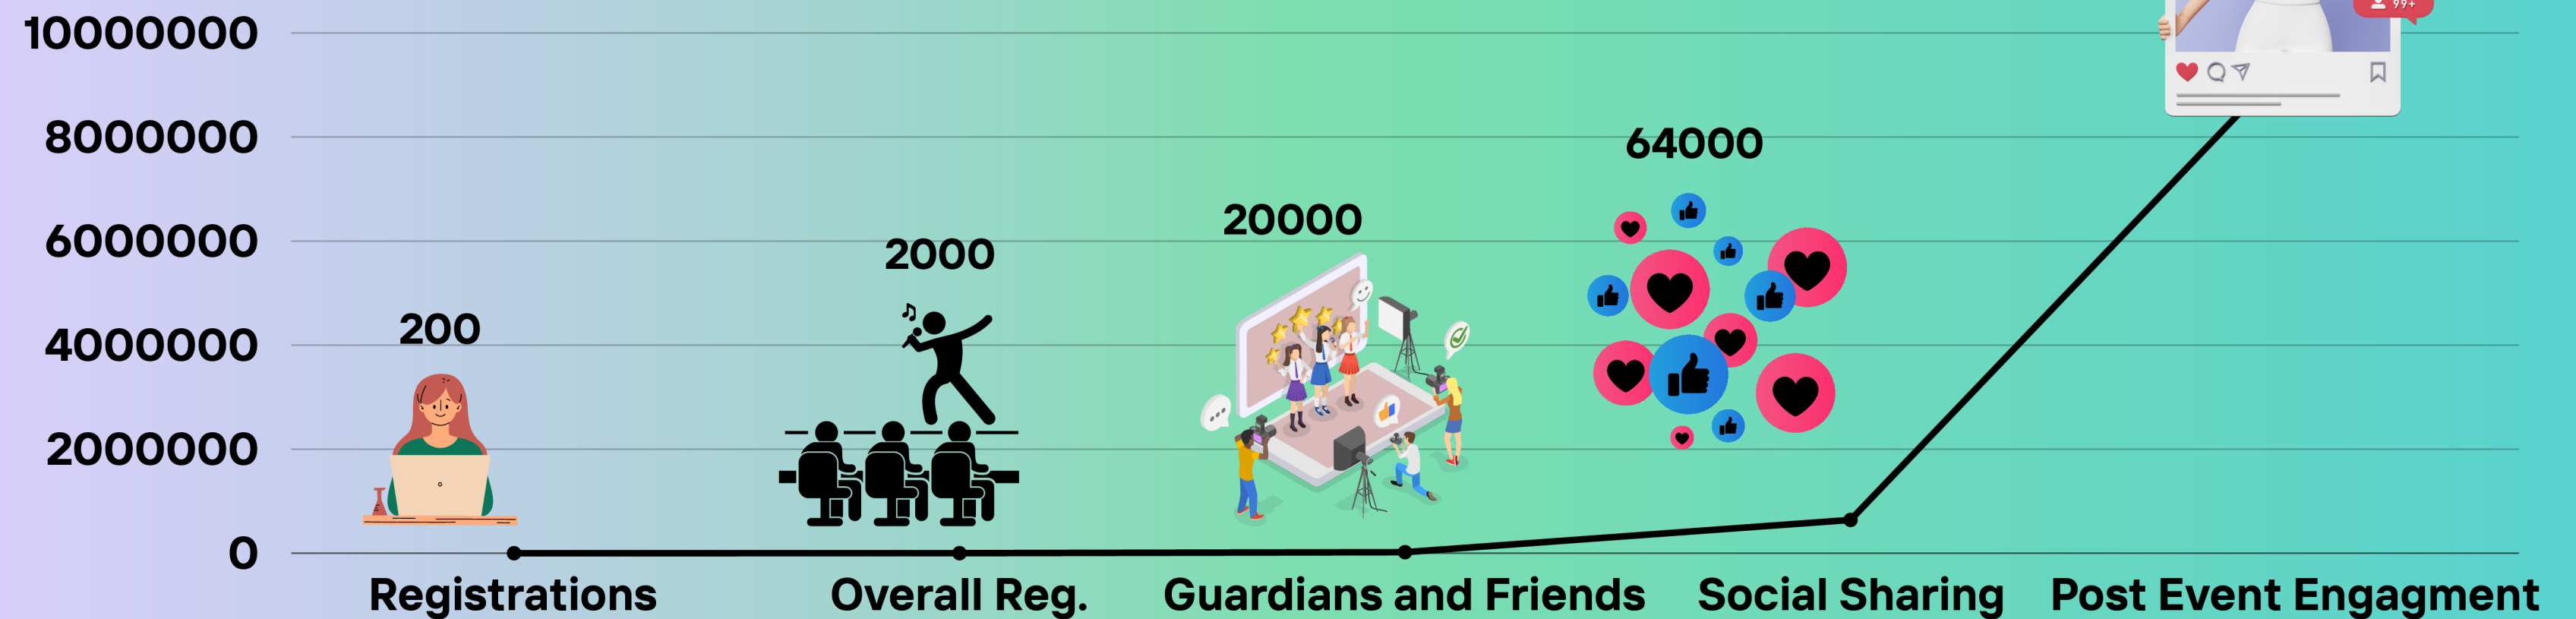 10000000
99+
8000000
64000
6000000
20000
2000
4000000
200
2000000
0
Registrations
Overall Reg.
Guardians and Friends
Social Sharing
Post Event Engagment